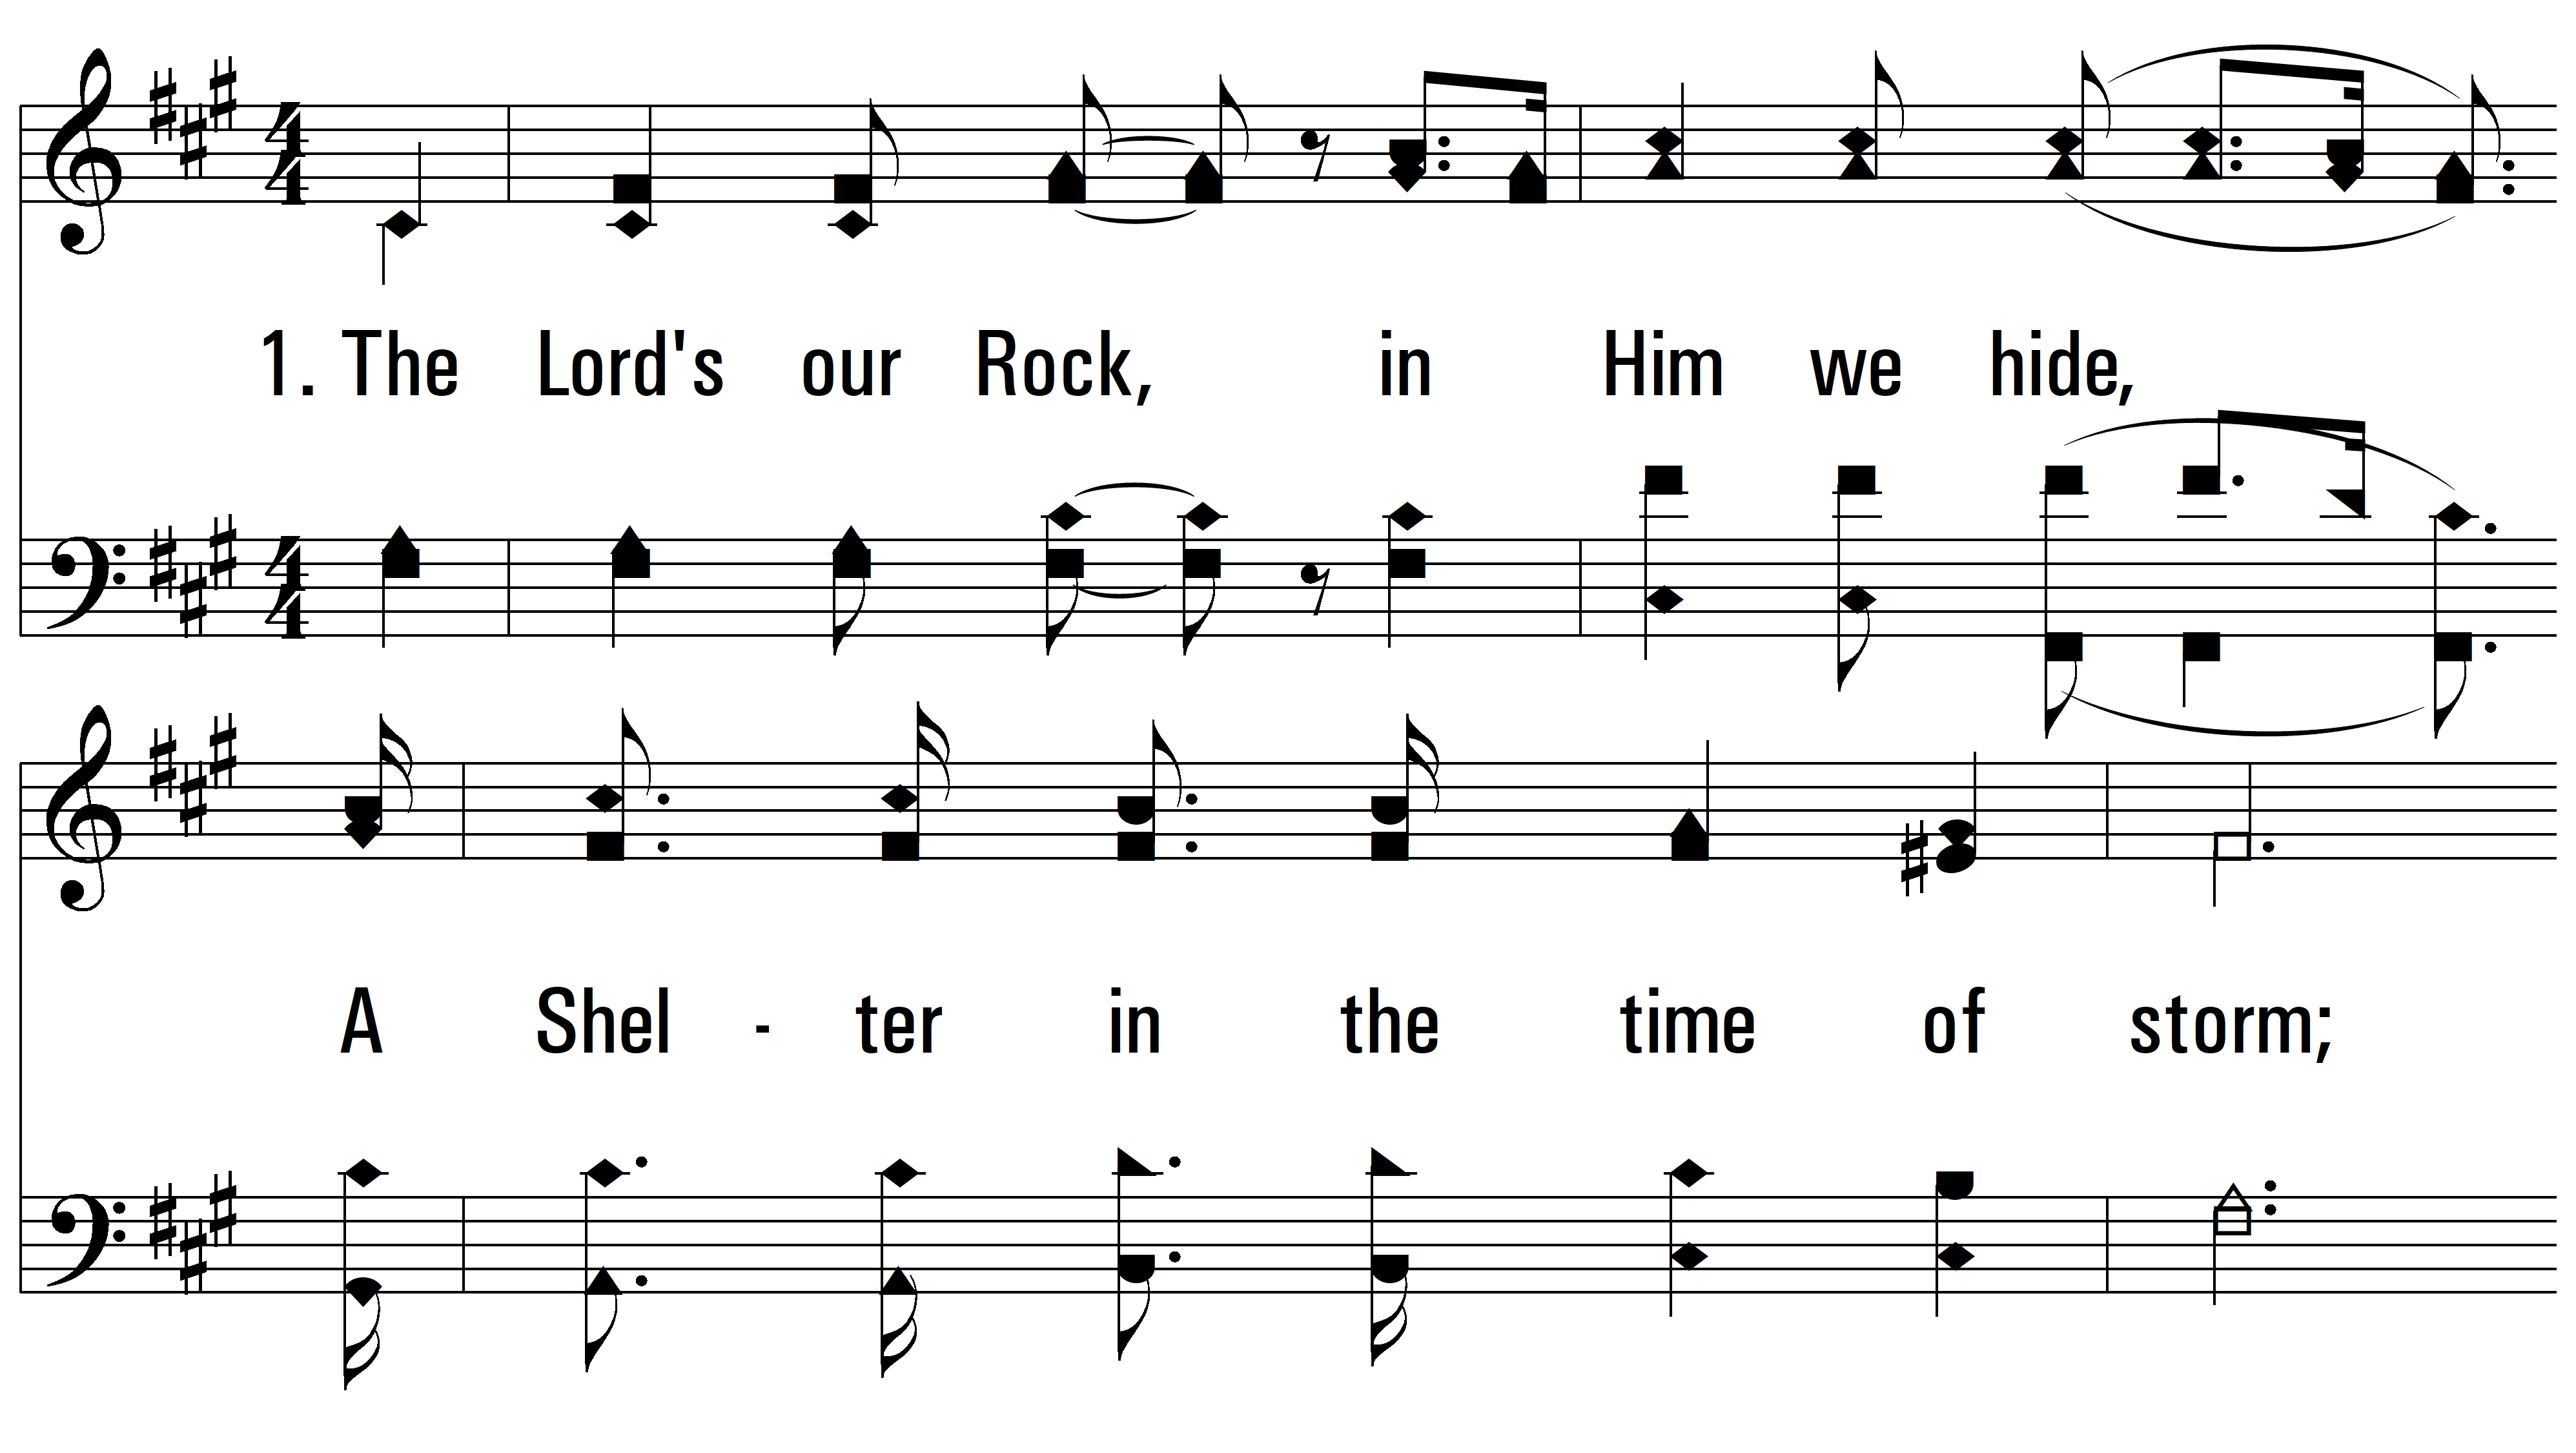 1. The Lord's our Rock, in Him we hide,
A Shel - ter in the time of storm;